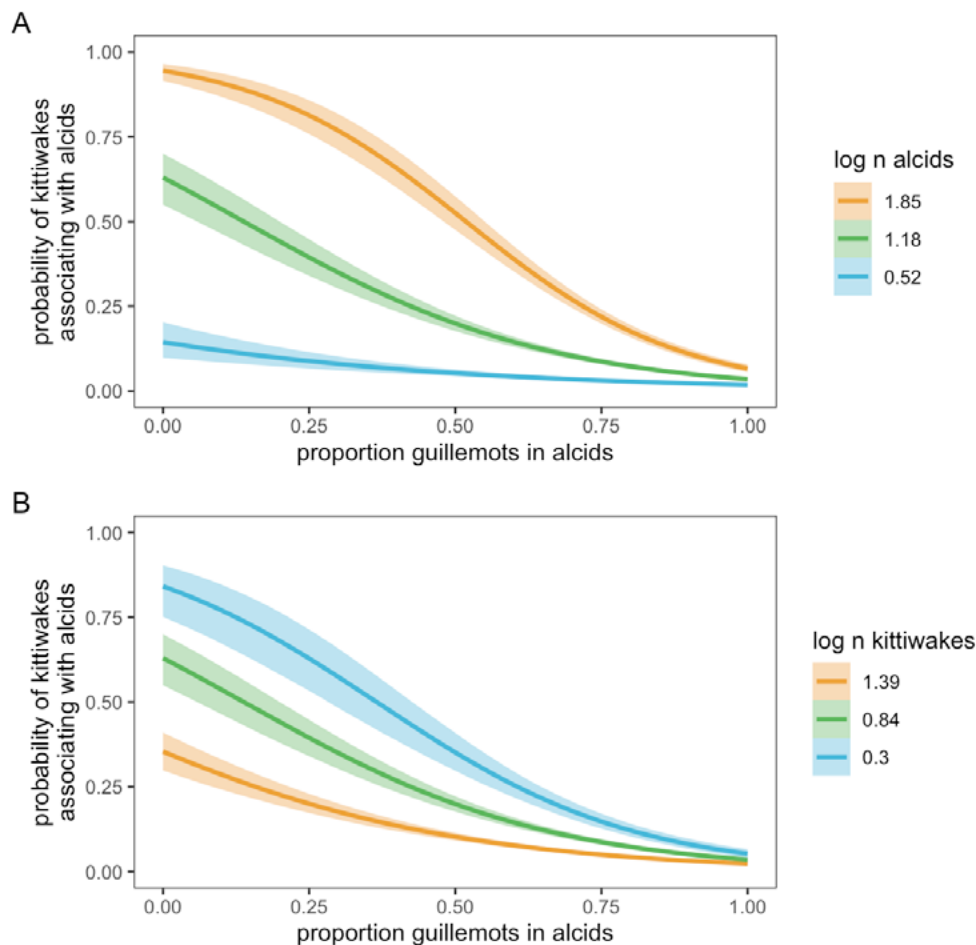 A
1.00
0.75
0.50
0.25
0.00
probability of kittiwakes
associating with alcids
0.00 0.25 0.50 0.75 1.00
proportion guillemots in alcids
log n alcids
1.85
1.18
0.52
B
1.00
0.75
0.50
0.25
0.00
probability of kittiwakes
associating with alcids
0.00 0.25 0.50 0.75 1.00
proportion guillemots in alcids
log n kittiwakes
1.39
0.84
0.3